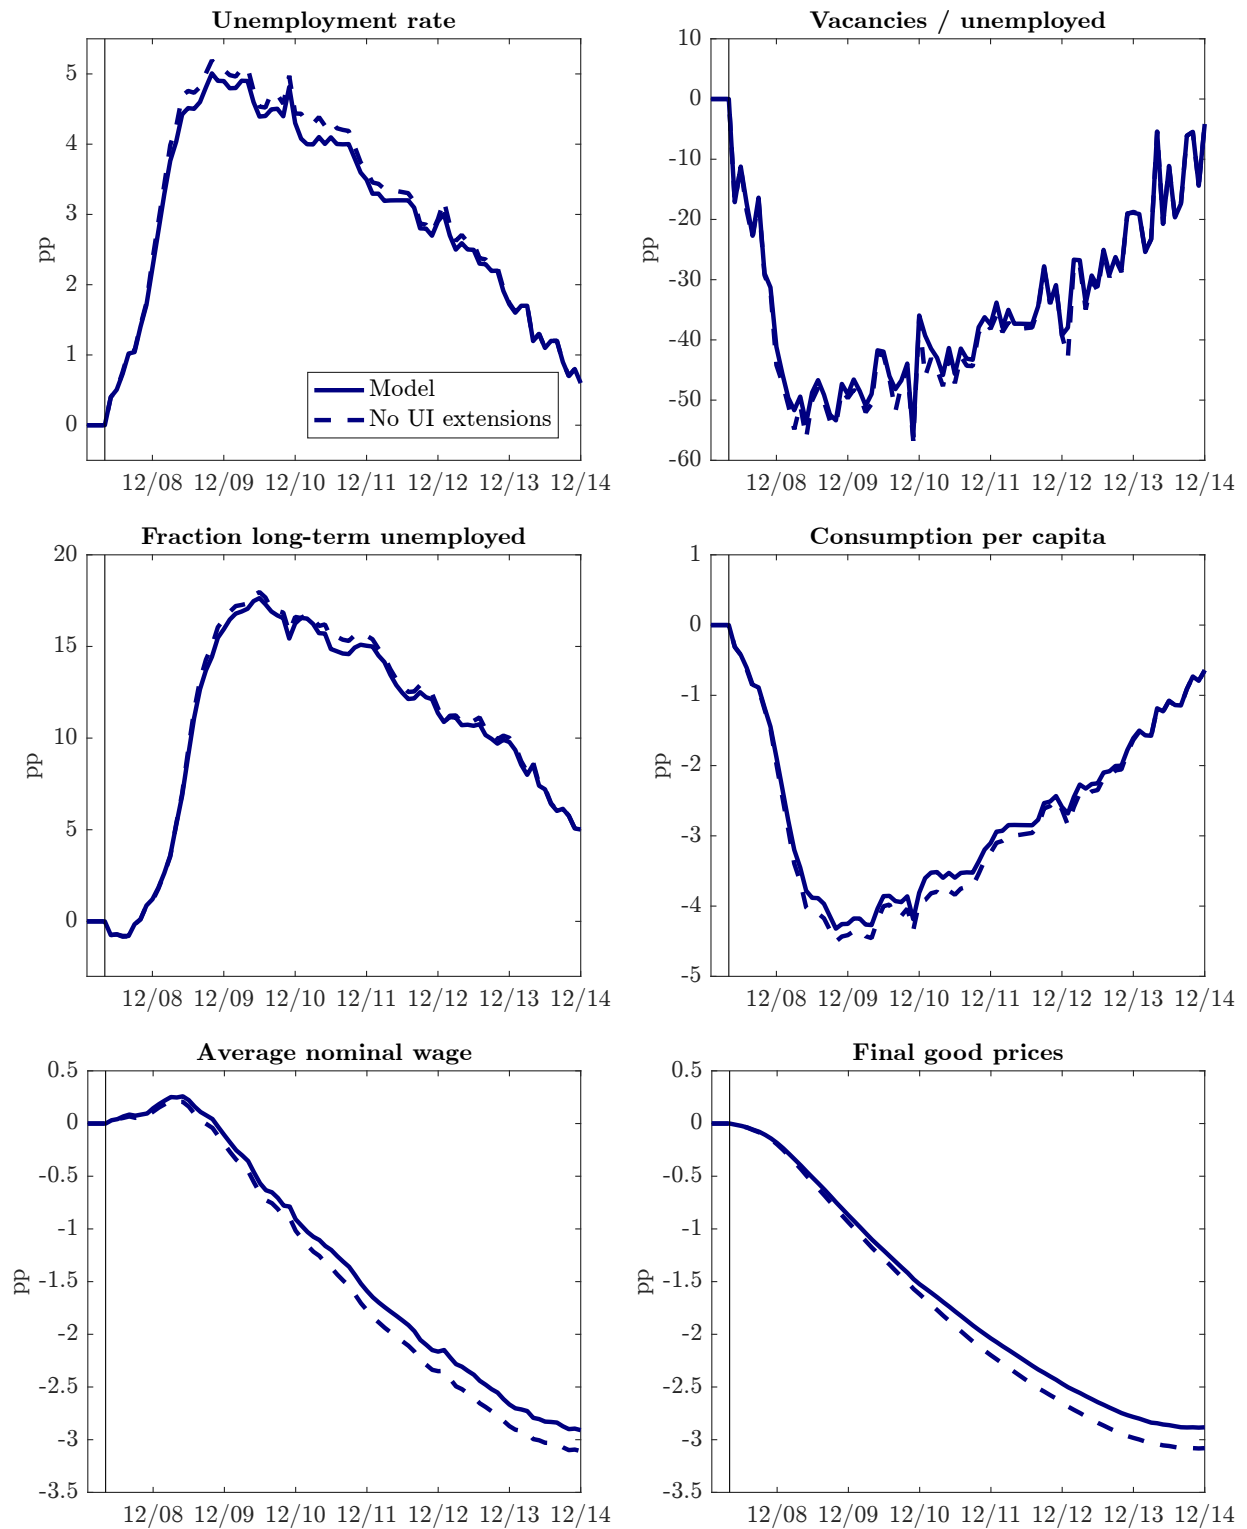 Unemployment rate
5
4
3
2
1
0
pp
Model
No UI extensions
12/08 12/09 12/10 12/11 12/12 12/13 12/14
Vacancies / unemployed
10
0
-10
-20
-30
-40
-50
-60
pp
12/08 12/09 12/10 12/11 12/12 12/13 12/14
Fraction long-term unemployed
20
15
10
5
0
pp
12/08 12/09 12/10 12/11 12/12 12/13 12/14
Consumption per capita
1
0
-1
-2
-3
-4
-5
pp
12/08 12/09 12/10 12/11 12/12 12/13 12/14
Average nominal wage
0.5
0
-0.5
-1
-1.5
-2
-2.5
-3
-3.5
pp
12/08 12/09 12/10 12/11 12/12 12/13 12/14
Final good prices
0.5
0
-0.5
-1
-1.5
-2
-2.5
-3
-3.5
pp
12/08 12/09 12/10 12/11 12/12 12/13 12/14